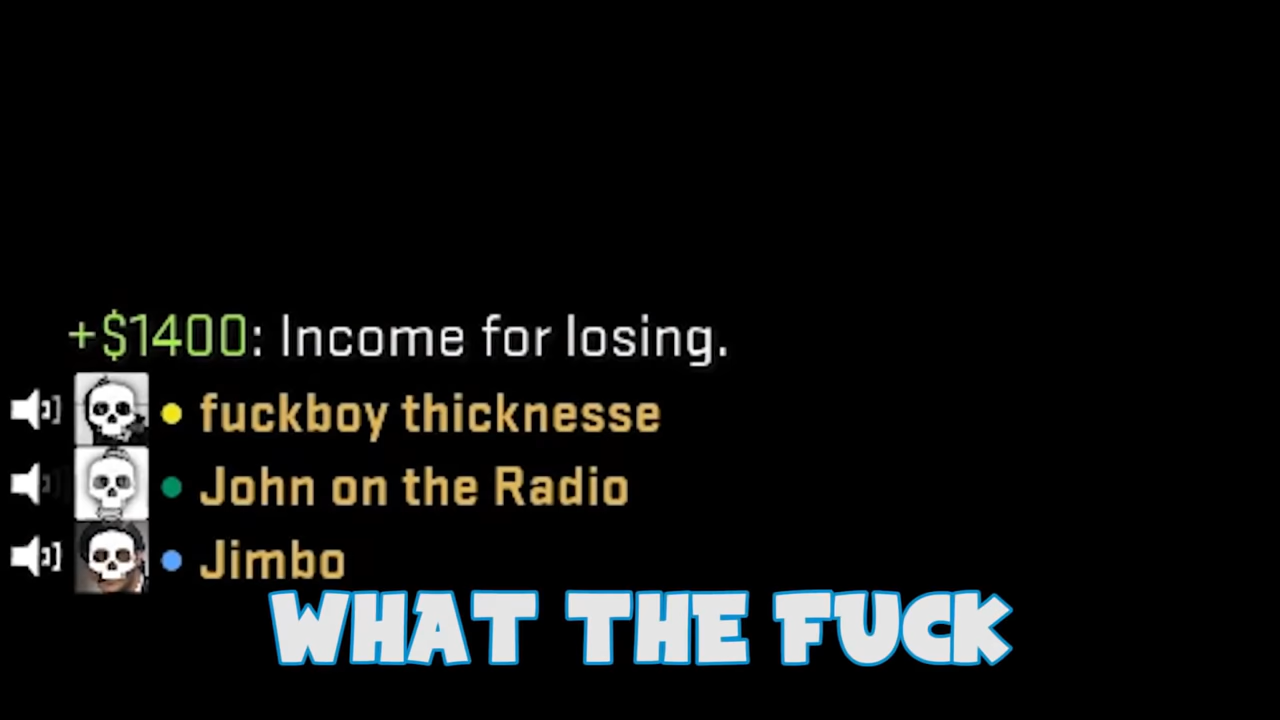 +$1400: Income for losing.
fuckboy thicknesse
John on the Radio
Jimbo
WHAT THE FUCK